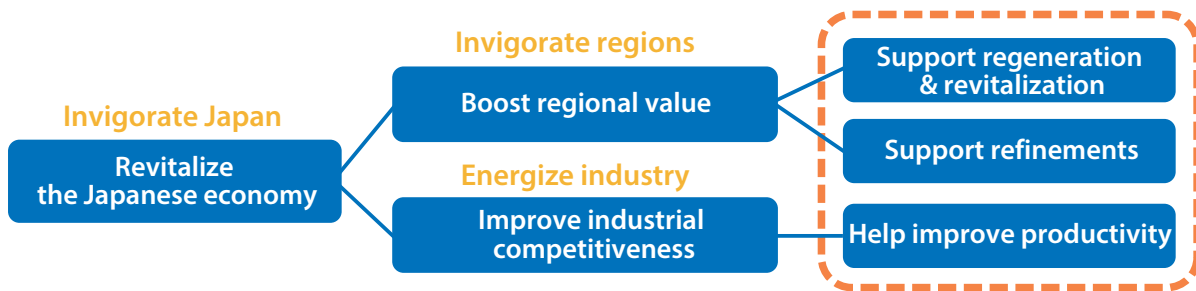 Invigorate Japan
Revitalize
the Japanese economy
Invigorate regions
Boost regional value
Energize industry
Improve industrial
competitiveness
Support regeneration
& revitalization
Support refinements
Help improve productivity